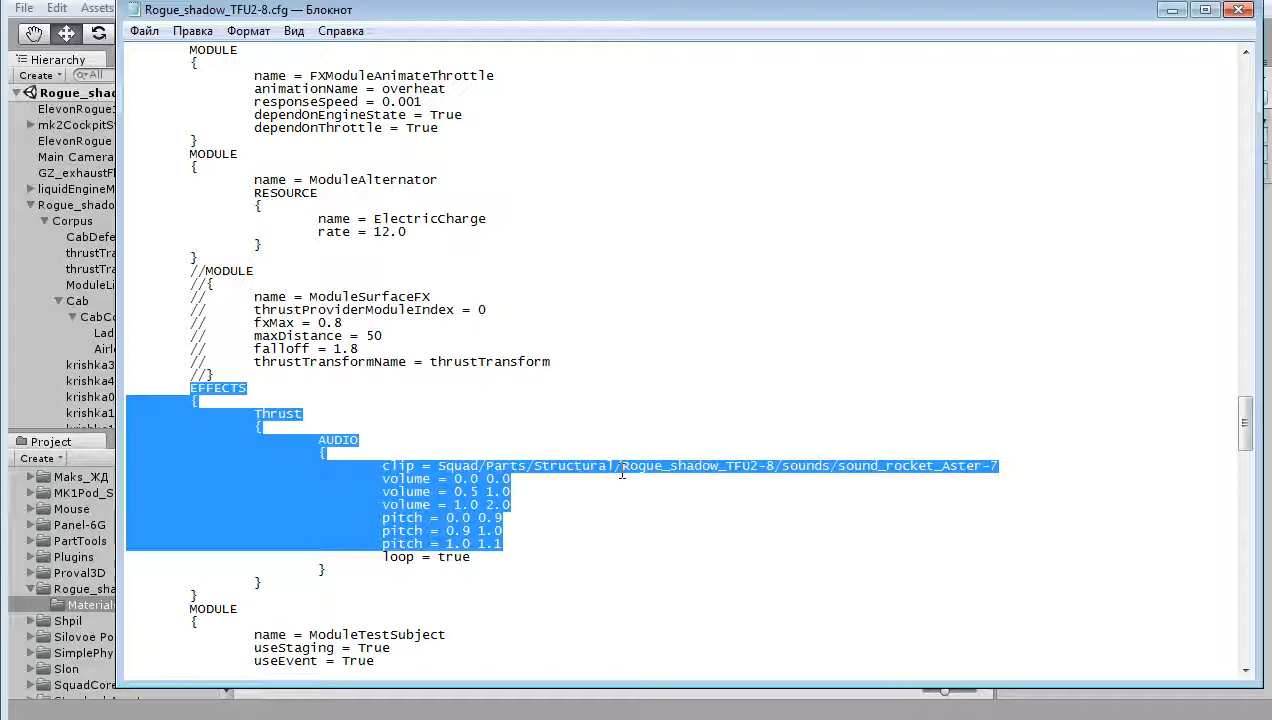 File Edit Assets
Rogue_shadow_TFU2-8.cfg — Блокнот
Файл Правка Формат Вид Справка
Hierarchy
Create All
Rogue_shad
ElevonRogue1
mk2CockpitSt
ElevonRogue
Main Camera
GZ_exhaustF
liquidEngineM
Rogue_shado
Corpus
CabDefe
thrustTra
thrustTra
ModuleLi
Cab
CabCo
Lad
Airlo
krishka3
krishka4
krishka0
krishka1
Project
Create
Maks_ЖД
MK1Pod_S
Mouse
Panel-6G
PartTools
Plugins
Proval3D
Rogue_sha
Material
Shpil
Silovoe Po
SimplePhy
Slon
SquadCore
MODULE
{
name = FXModuleAnimateThrottle
animationName = overheat
responseSpeed = 0.001
dependOnEngineState = True
dependOnThrottle = True
}
MODULE
{
name = ModuleAlternator
RESOURCE
{
name = ElectricCharge
rate = 12.0
}
}
//MODULE
//{
// name = ModuleSurfaceFX
// thrustProviderModuleIndex = 0
// fxMax = 0.8
// maxDistance = 50
// falloff = 1.8
// thrustTransformName = thrustTransform
//}
EFFECTS
{
Thrust
{
AUDIO
{
clip = Squad/Parts/Structural/Rogue_shadow_TFU2-8/sounds/sound_rocket_Aster-7
volume = 0.0 0.0
volume = 0.5 1.0
volume = 1.0 2.0
pitch = 0.0 0.9
pitch = 0.9 1.0
pitch = 1.0 1.1
loop = true
}
}
}
MODULE
{
name = ModuleTestSubject
useStaging = True
useEvent = True